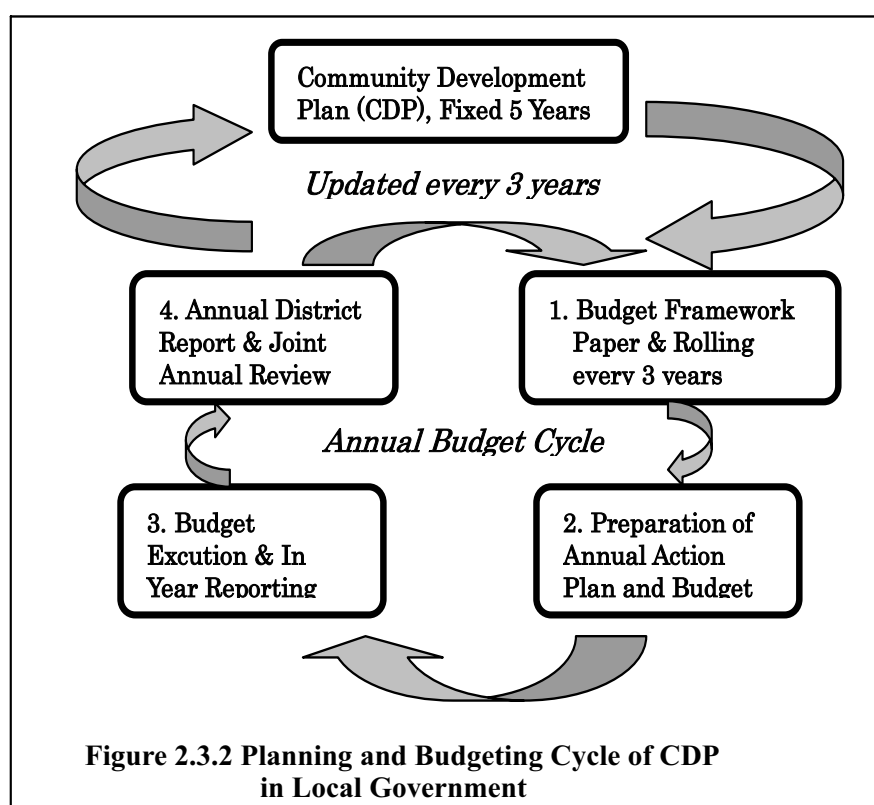 Community Development
Plan (CDP), Fixed 5 Years
Updated every 3 years
4. Annual District
Report & Joint
Annual Review
1. Budget Framework
Paper & Rolling
every 3 years
Annual Budget Cycle
3. Budget
Excution & In
Year Reporting
2. Preparation of
Annual Action
Plan and Budget
Figure 2.3.2 Planning and Budgeting Cycle of CDP
in Local Government